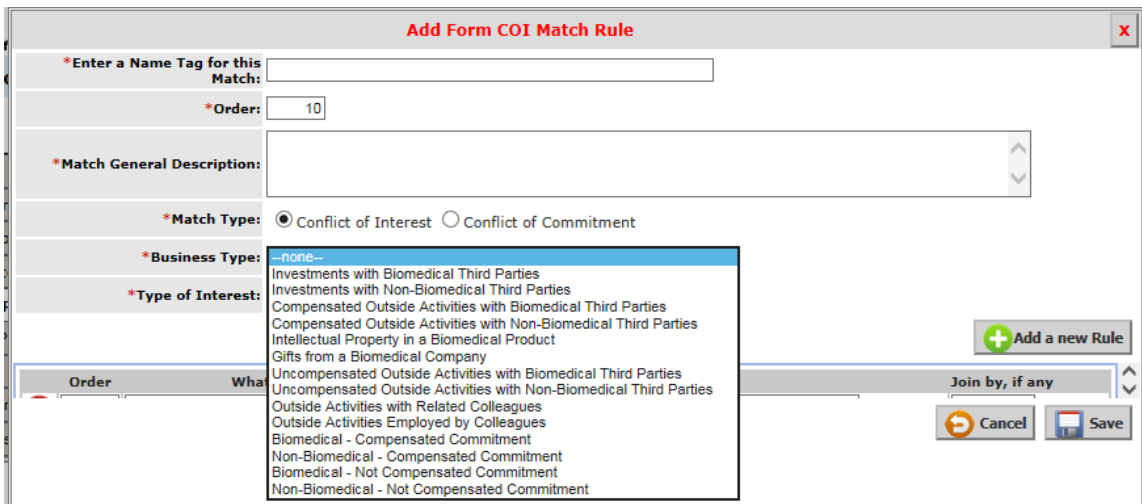 Add Form COI Match Rule
x
*Enter a Name Tag for this
Match:
*Order: 10
*Match General Description:
*Match Type: Conflict of Interest Conflict of Commitment
*Business Type: --none--
Investments with Biomedical Third Parties
Investments with Non-Biomedical Third Parties
*Type of Interest:
Compensated Outside Activities with Biomedical Third Parties
Compensated Outside Activities with Non-Biomedical Third Parties
Intellectual Property in a Biomedical Product
Gifts from a Biomedical Company
Uncompensated Outside Activities with Biomedical Third Parties
Uncompensated Outside Activities with Non-Biomedical Third Parties
Outside Activities with Related Colleagues
Outside Activities Employed by Colleagues
Biomedical - Compensated Commitment
Non-Biomedical - Compensated Commitment
Biomedical - Not Compensated Commitment
Non-Biomedical - Not Compensated Commitment
Add a new Rule
Order Join by, if any
Cancel Save